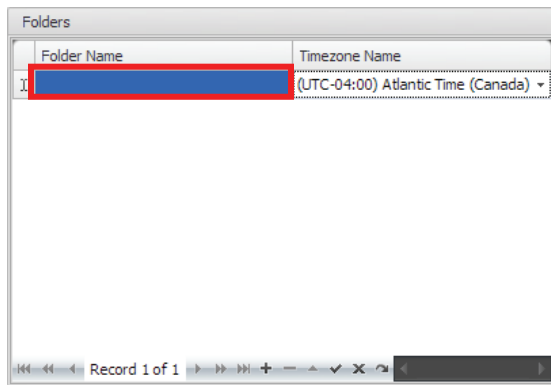 Folders
Folder Name Timezone Name
(UTC-04:00) Atlantic Time (Canada)
Record 1 of 1